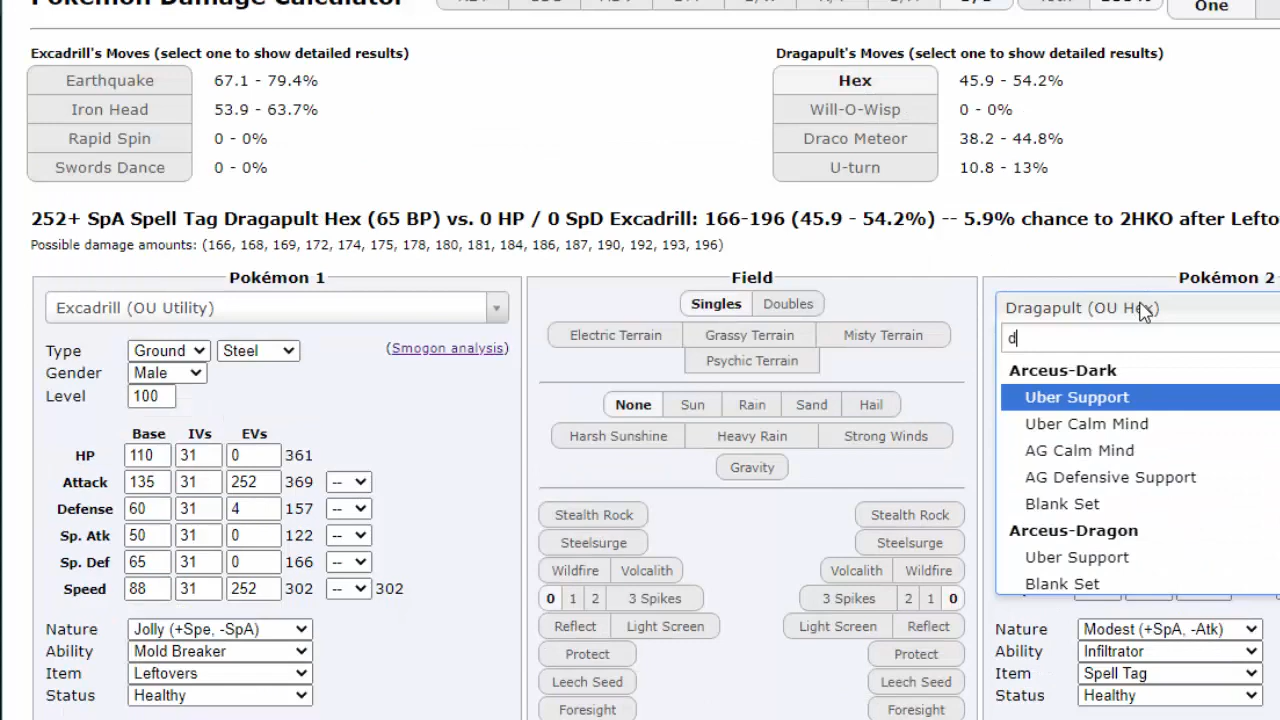 Pokémon Damage Calculator
One
Excadrill's Moves (select one to show detailed results)
Dragapult's Moves (select one to show detailed results)
Earthquake 67.1 - 79.4%
Hex 45.9 - 54.2%
Iron Head 53.9 - 63.7%
Will-O-Wisp 0 - 0%
Rapid Spin 0 - 0%
Draco Meteor 38.2 - 44.8%
Swords Dance 0 - 0%
U-turn 10.8 - 13%
252+ SpA Spell Tag Dragapult Hex (65 BP) vs. 0 HP / 0 SpD Excadrill: 166-196 (45.9 - 54.2%) -- 5.9% chance to 2HKO after Lefto
Possible damage amounts: (166, 168, 169, 172, 174, 175, 178, 180, 181, 184, 186, 187, 190, 192, 193, 196)
Pokémon 1
Excadrill (OU Utility)
Type Ground Steel (Smogon analysis)
Gender Male
Level 100
Base IVs EVs
HP 110 31 0 361
Attack 135 31 252 369 --
Defense 60 31 4 157 --
Sp. Atk 50 31 0 122 --
Sp. Def 65 31 0 166 --
Speed 88 31 252 302 -- 302
Nature Jolly (+Spe, -SpA)
Ability Mold Breaker
Item Leftovers
Status Healthy
Field
Singles Doubles
Electric Terrain Grassy Terrain Misty Terrain
Psychic Terrain
None Sun Rain Sand Hail
Harsh Sunshine Heavy Rain Strong Winds
Gravity
Stealth Rock Stealth Rock
Steelsurge Steelsurge
Wildfire Volcalith Volcalith Wildfire
0 1 2 3 Spikes 3 Spikes 2 1 0
Reflect Light Screen Light Screen Reflect
Protect Protect
Leech Seed Leech Seed
Foresight Foresight
Pokémon 2
Dragapult (OU Hex)
d
Arceus-Dark
Uber Support
Uber Calm Mind
AG Calm Mind
AG Defensive Support
Blank Set
Arceus-Dragon
Uber Support
Blank Set
Nature Modest (+SpA, -Atk)
Ability Infiltrator
Item Spell Tag
Status Healthy